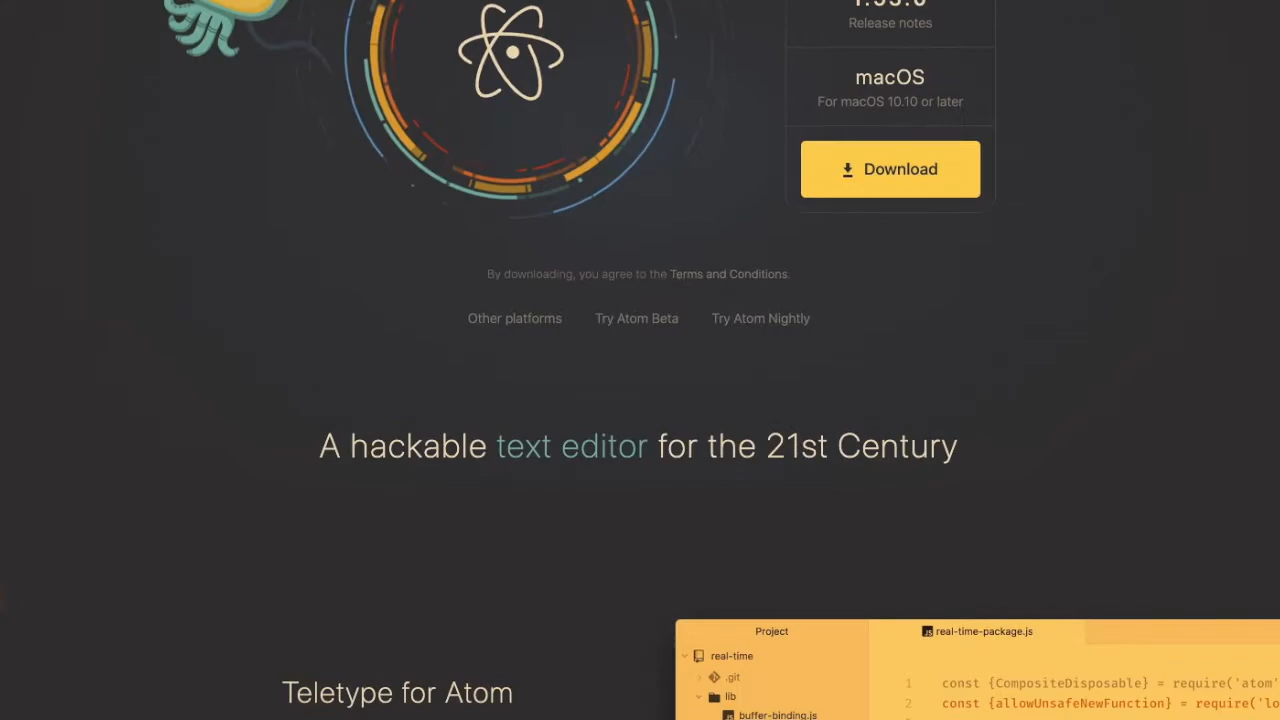 Release notes
macOS
For macOS 10.10 or later
Download
By downloading, you agree to the Terms and Conditions.
Other platforms
Try Atom Beta
Try Atom Nightly
A hackable text editor for the 21st Century
Teletype for Atom
Project
real-time-package.js
real-time
.git
lib
buffer-binding.js
1 const {CompositeDisposable} = require('atom'
2 const {allowUnsafeNewFunction} = require('lo